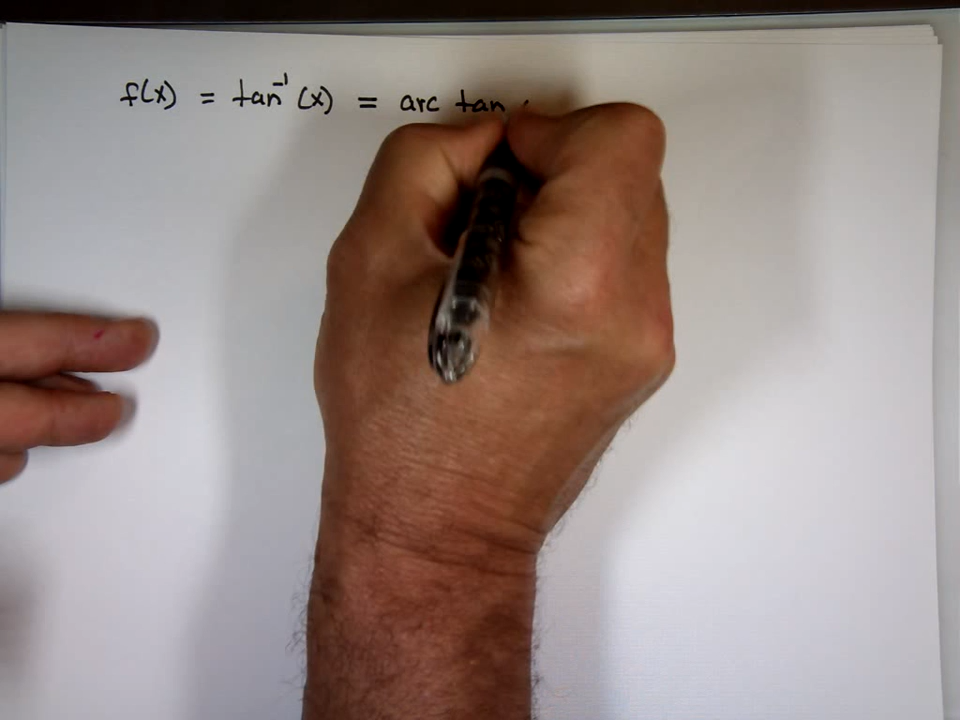 f(x) = tan⁻¹(x) = arc tan